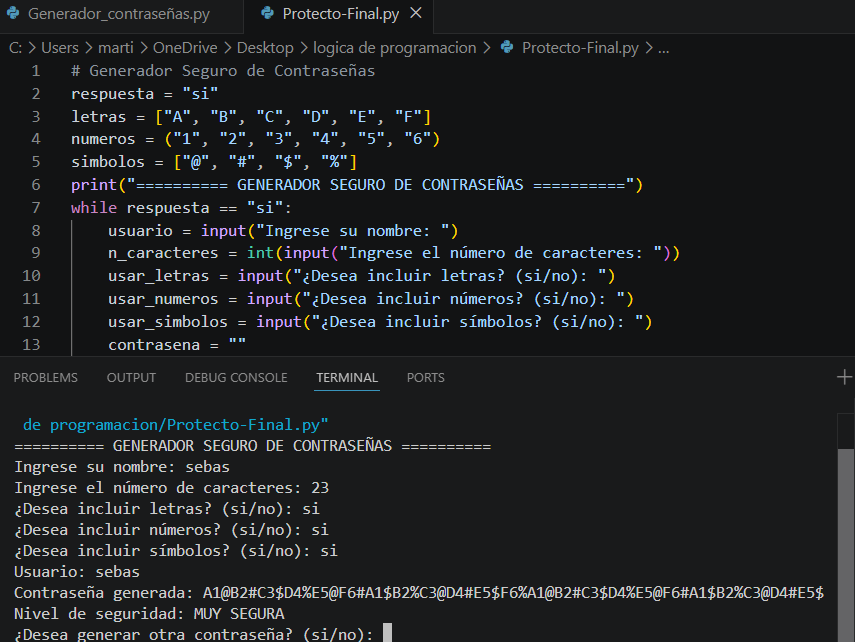 Generador_contraseñas.py
Protecto-Final.py
C: > Users > marti > OneDrive > Desktop > logica de programacion > Protecto-Final.py > ...
1 # Generador Seguro de Contraseñas
2 respuesta = "si"
3 letras = ["A", "B", "C", "D", "E", "F"]
4 numeros = ("1", "2", "3", "4", "5", "6")
5 simbolos = ["@", "#", "$", "%"]
6 print("========== GENERADOR SEGURO DE CONTRASEÑAS ==========")
7 while respuesta == "si":
8 usuario = input("Ingrese su nombre: ")
9 n_caracteres = int(input("Ingrese el número de caracteres: "))
10 usar_letras = input("¿Desea incluir letras? (si/no): ")
11 usar_numeros = input("¿Desea incluir números? (si/no): ")
12 usar_simbolos = input("¿Desea incluir símbolos? (si/no): ")
13 contrasena = ""
PROBLEMS OUTPUT DEBUG CONSOLE TERMINAL PORTS
de programacion/Protecto-Final.py"
========== GENERADOR SEGURO DE CONTRASEÑAS ==========
Ingrese su nombre: sebas
Ingrese el número de caracteres: 23
¿Desea incluir letras? (si/no): si
¿Desea incluir números? (si/no): si
¿Desea incluir símbolos? (si/no): si
Usuario: sebas
Contraseña generada: A1@B2#C3$D4%E5@F6#A1$B2%C3@D4#E5$F6%A1@B2#C3$D4%E5@F6#A1$B2%C3@D4#E5$
Nivel de seguridad: MUY SEGURA
¿Desea generar otra contraseña? (si/no):